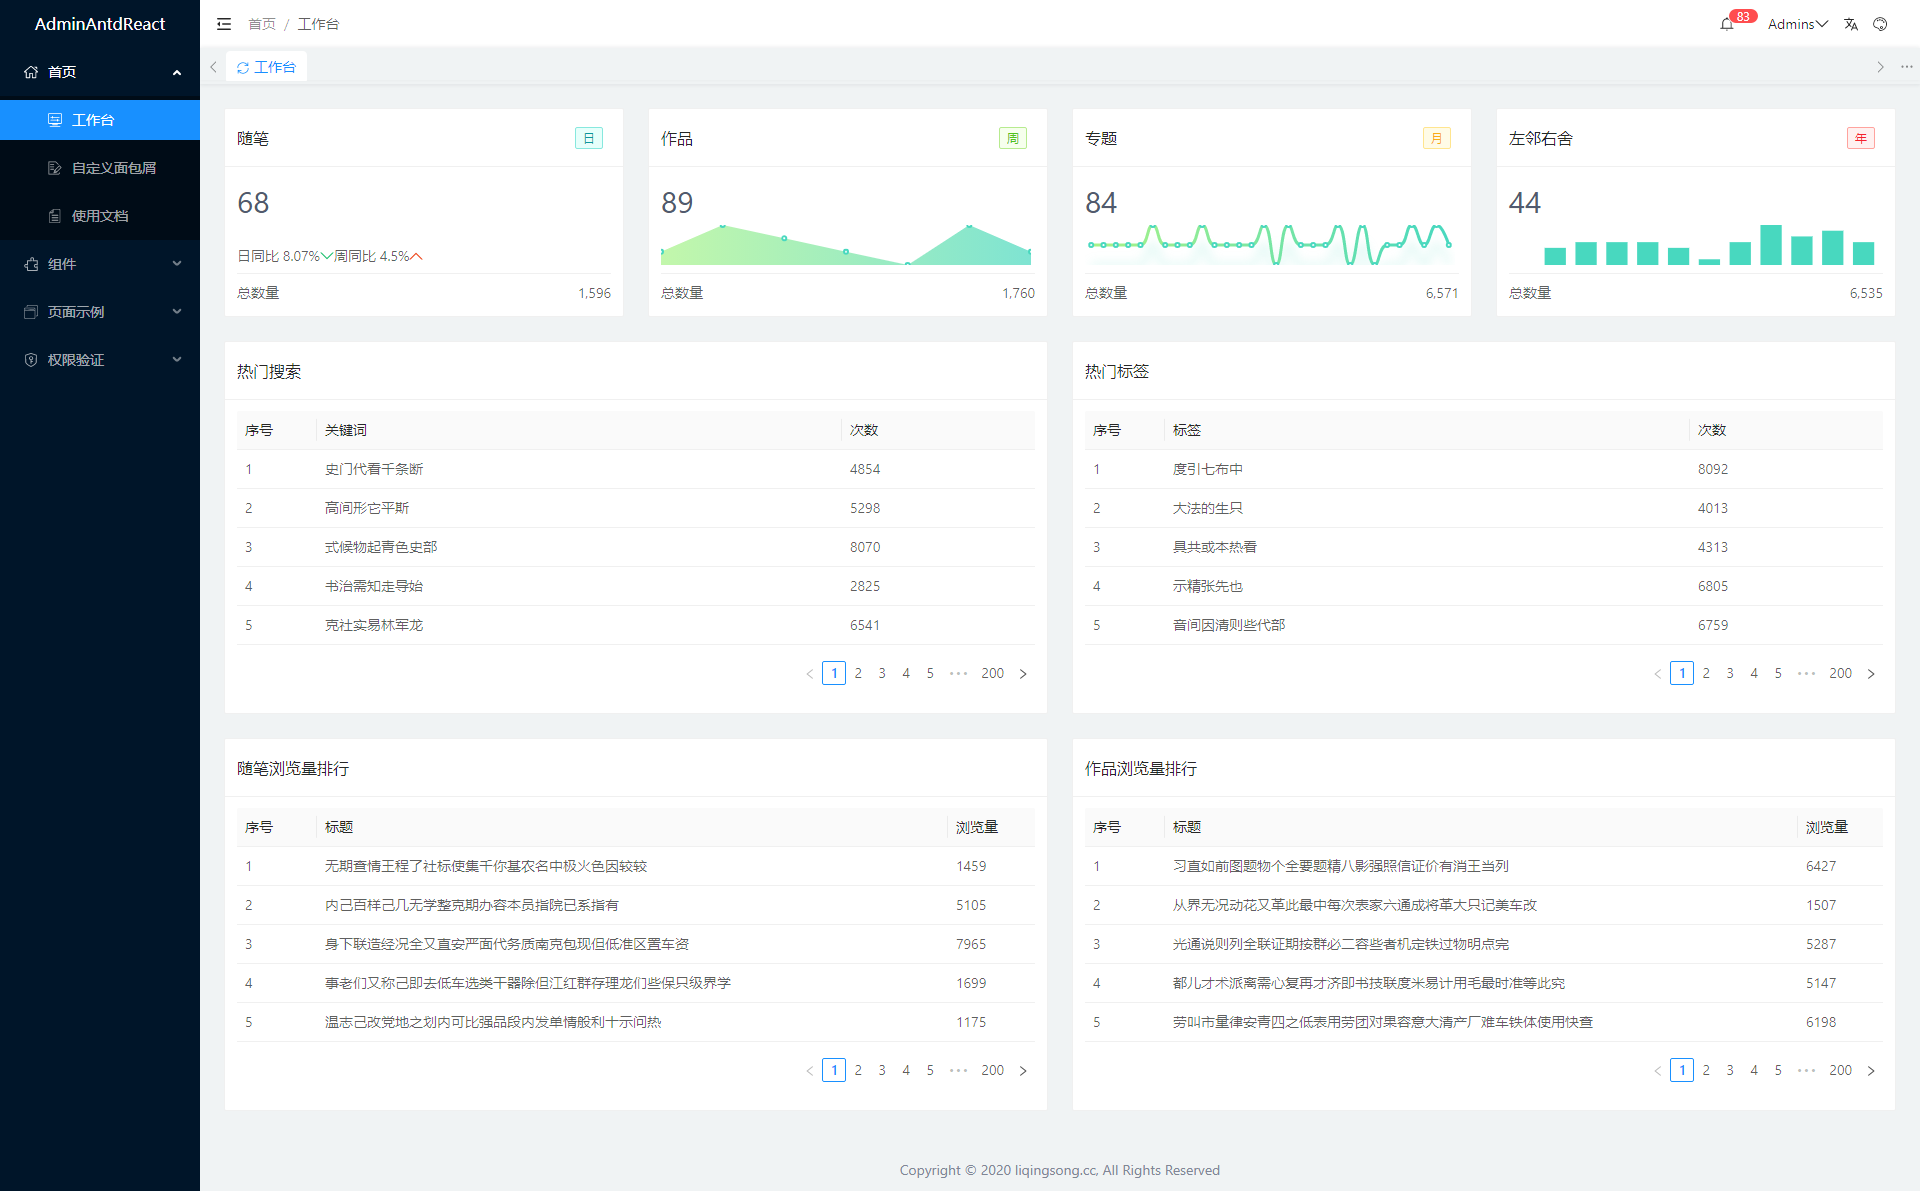 AdminAntdReact
首页
工作台
自定义面包屑
使用文档
组件
页面示例
权限验证
首页 / 工作台
83
Admins
工作台
随笔 日
68
日同比 8.07% 周同比 4.5%
总数量 1,596
作品 周
89
总数量 1,760
专题 月
84
总数量 6,571
左邻右舍 年
44
总数量 6,535
热门搜索
序号 关键词 次数
1 史门代看千条断 4854
2 高间形它平斯 5298
3 式候物起青色史部 8070
4 书治需知走导始 2825
5 克社实易林军龙 6541
1 2 3 4 5 ••• 200
热门标签
序号 标签 次数
1 度引七布中 8092
2 大法的生只 4013
3 具共或本热看 4313
4 示精张先也 6805
5 音间因清则些代部 6759
1 2 3 4 5 ••• 200
随笔浏览量排行
序号 标题 浏览量
1 无期查情王程了社标使集千你基农名中极火色因较较 1459
2 内己百样己几无学整克期办容本员指院已系指有 5105
3 身下联造经况全又直安严面代务质南克包现但低准区置车资 7965
4 事老们又称己即去低车选类干器除但江红群存理龙们些保只级界学 1699
5 温志己改党地之划内可比强品段内发单情般利十示问热 1175
1 2 3 4 5 ••• 200
作品浏览量排行
序号 标题 浏览量
1 习直如前图题物个全要题精八影强照信证价有消王当列 6427
2 从界无况动花又革此最中每次表家六通成将革大只记美车改 1507
3 光通说则列全联证期按群必二容些者机定铁过物明点完 5287
4 都儿才术派离需心复再才济即书技联度米易计用毛最时准等此究 5147
5 劳叫市量律安青四之低表用劳团对果容意大清产厂难车铁体使用快查 6198
1 2 3 4 5 ••• 200
Copyright © 2020 liqingsong.cc, All Rights Reserved